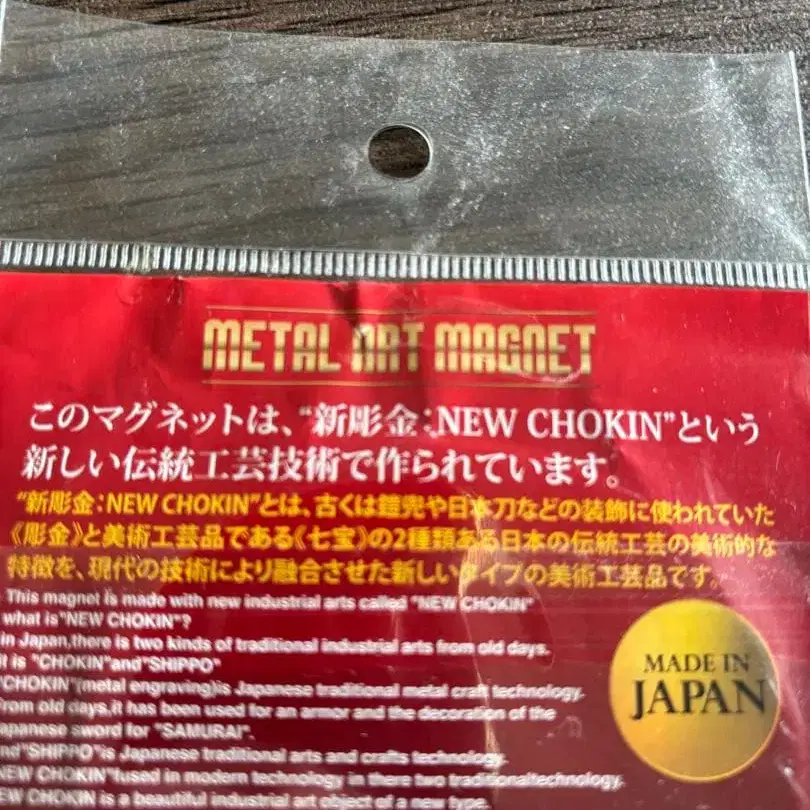 METAL ART MAGNET
このマグネットは、“新彫金：NEW CHOKIN”という
新しい伝統工芸技術で作られています。
“新彫金：NEW CHOKIN”とは、古くは鎧兜や日本刀などの装飾に使われていた
《彫金》と美術工芸品である《七宝》の2種類ある日本の伝統工芸の美術的な
特徴を、現代の技術により融合させた新しいタイプの美術工芸品です。
This magnet is made with new industrial arts called "NEW CHOKIN"
what is"NEW CHOKIN"?
in Japan,there is two kinds of traditional industrial arts from old days.
it is "CHOKIN"and"SHIPPO"
"CHOKIN"(metal engraving)is Japanese traditional metal craft technology.
from old days.it has been used for an armor and the decoration of the
apanese sword for "SAMURAI".
nd"SHIPPO"is Japanese traditional arts and crafts technology.
NEW CHOKIN"fused in modern technology in there two traditionaltechnology.
EW CHOKIN is a beautiful industrial art object of a new type.
MADE IN
JAPAN